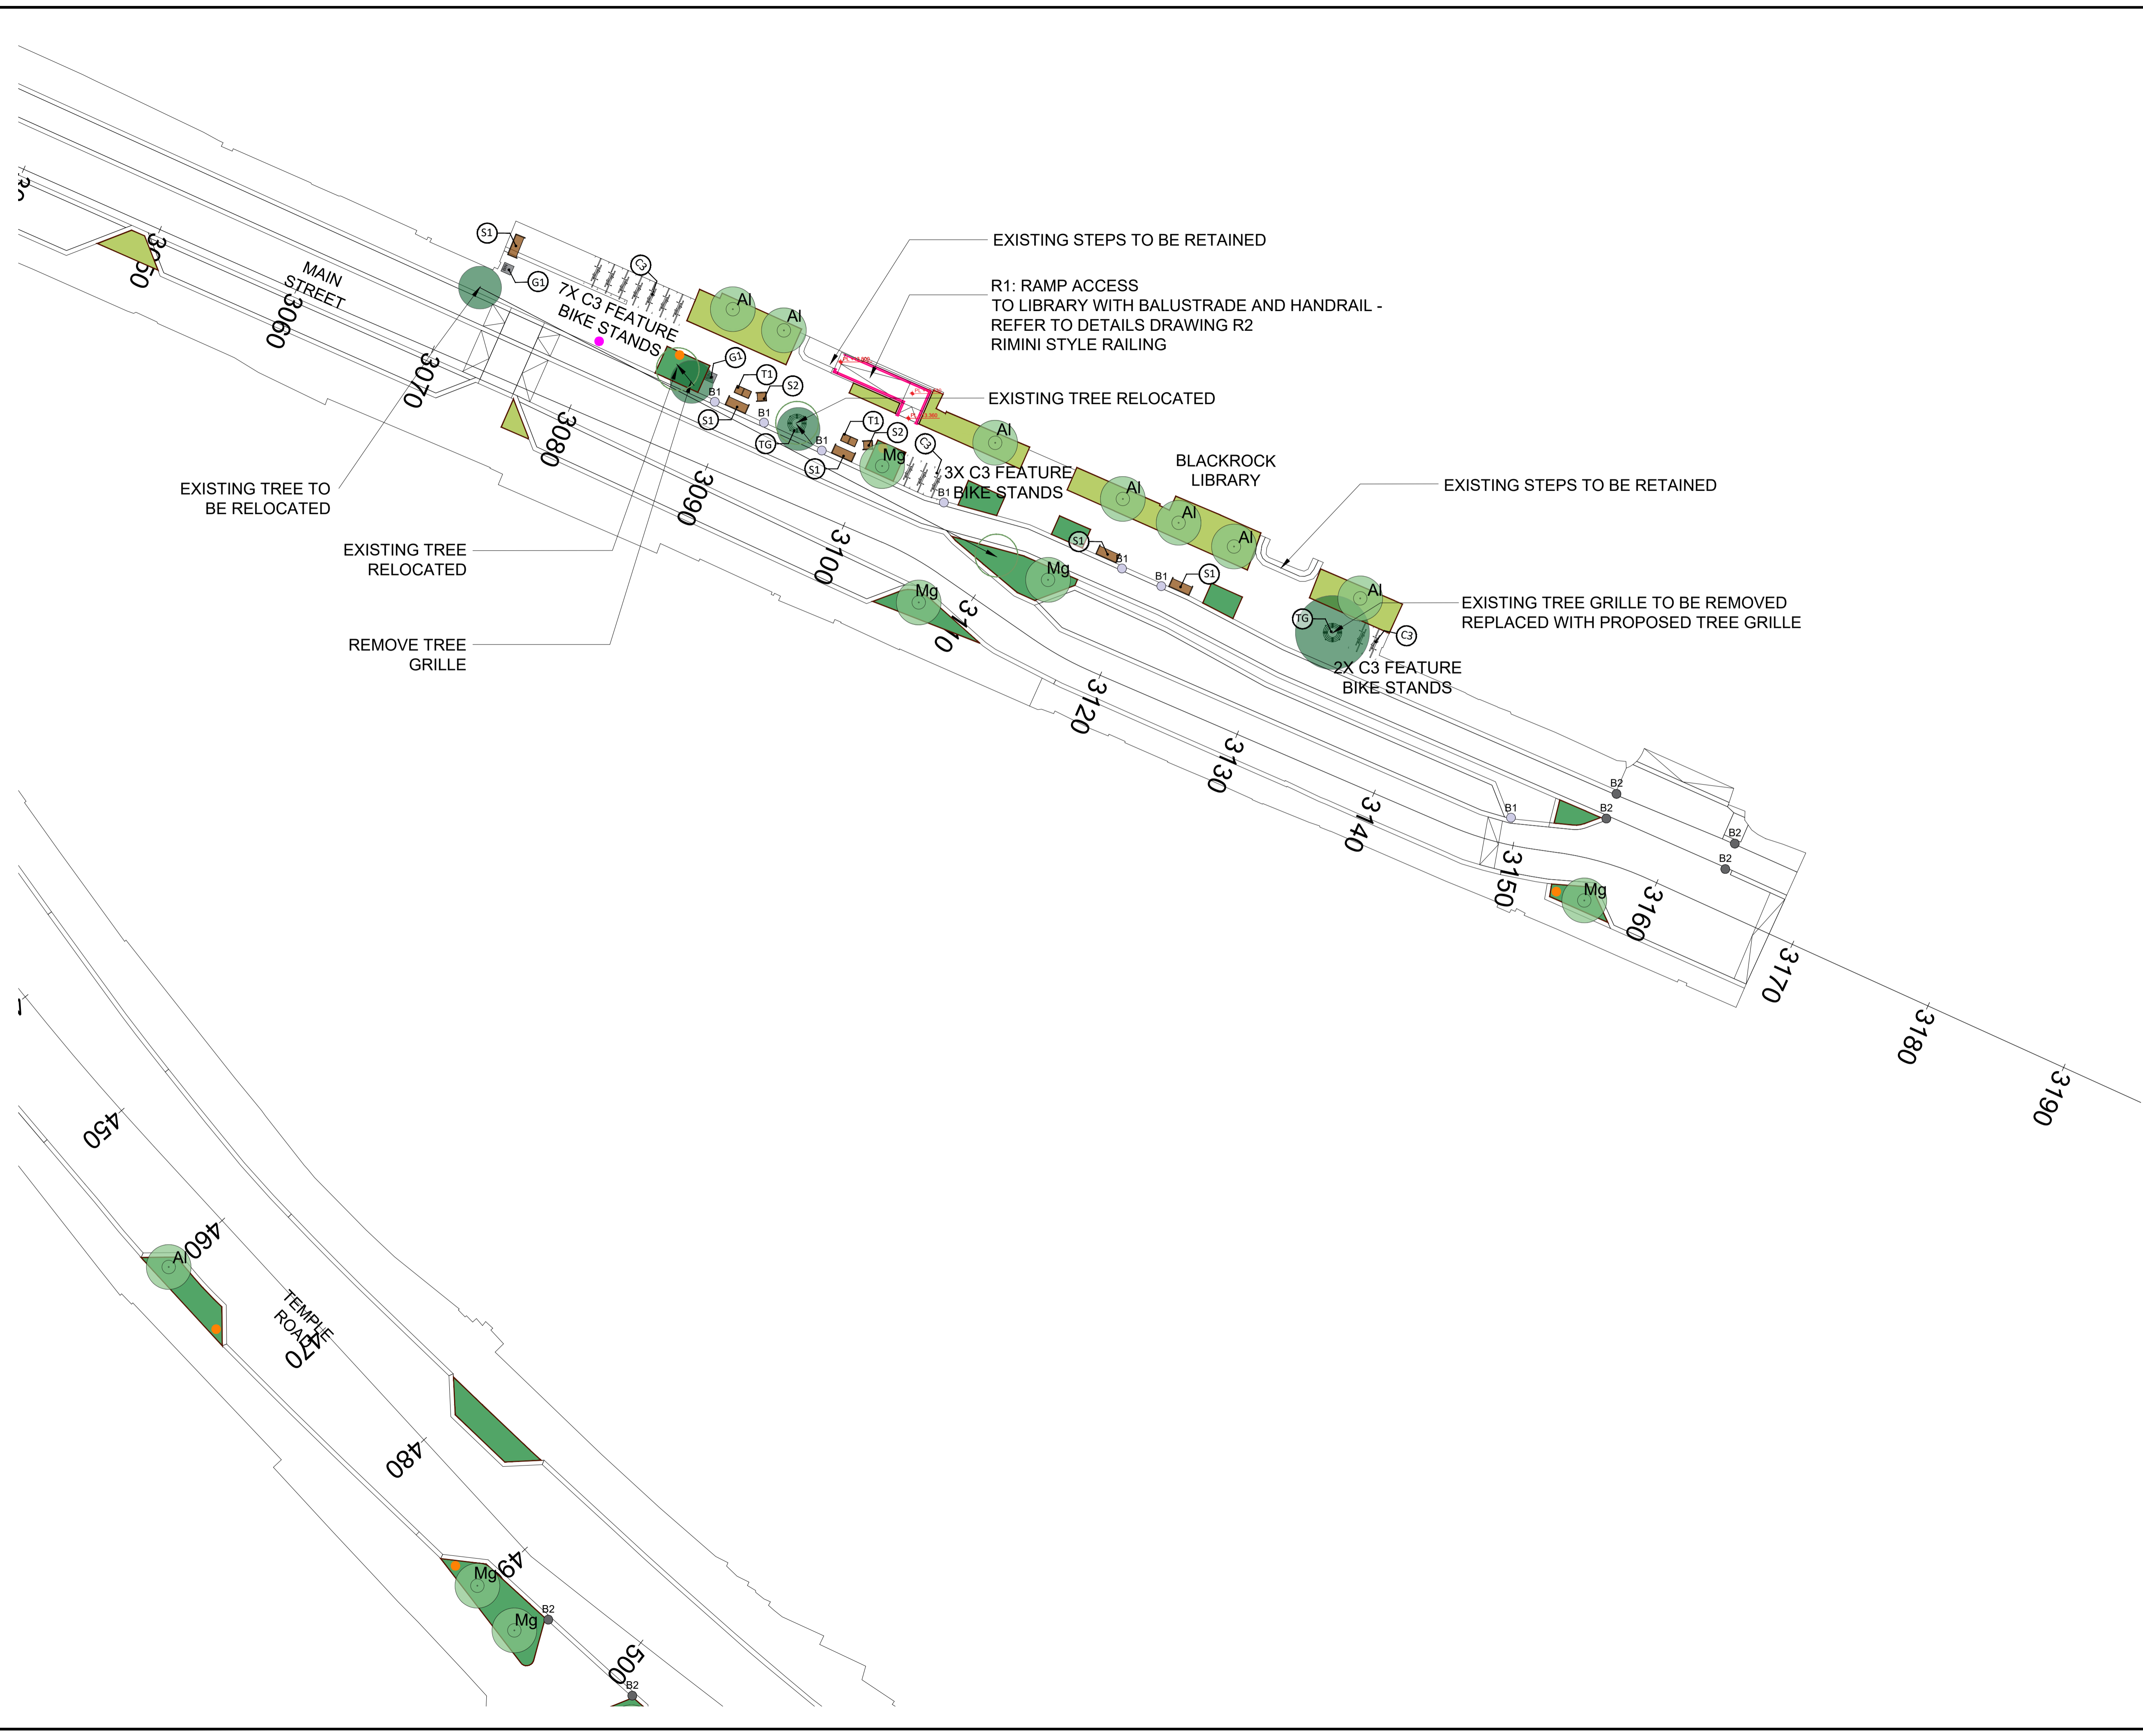 S1
C3
G1
7X C3 FEATURE
BIKE STANDS
EXISTING STEPS TO BE RETAINED
R1: RAMP ACCESS
TO LIBRARY WITH BALUSTRADE AND HANDRAIL -
REFER TO DETAILS DRAWING R2
RIMINI STYLE RAILING
MAIN
STREET
3050
3060
3070
3080
3090
3100
3110
3120
3130
3140
3150
3160
3170
3180
3190
Al
Al
G1
T1
S2
B1
S1
B1
TG
B1
EXISTING TREE RELOCATED
T1
S2
S1
Mg
C3
B1
3X C3 FEATURE
BIKE STANDS
Al
BLACKROCK
LIBRARY
Al
Al
Al
EXISTING STEPS TO BE RETAINED
EXISTING TREE TO
BE RELOCATED
EXISTING TREE
RELOCATED
REMOVE TREE
GRILLE
S1
B1
B1
S1
Mg
Mg
Al
TG
C3
EXISTING TREE GRILLE TO BE REMOVED
REPLACED WITH PROPOSED TREE GRILLE
2X C3 FEATURE
BIKE STANDS
B2
B1
B2
B2
B2
Mg
450
460
Al
TEMPLE
ROAD
470
480
Mg
Mg
B2
500
B2